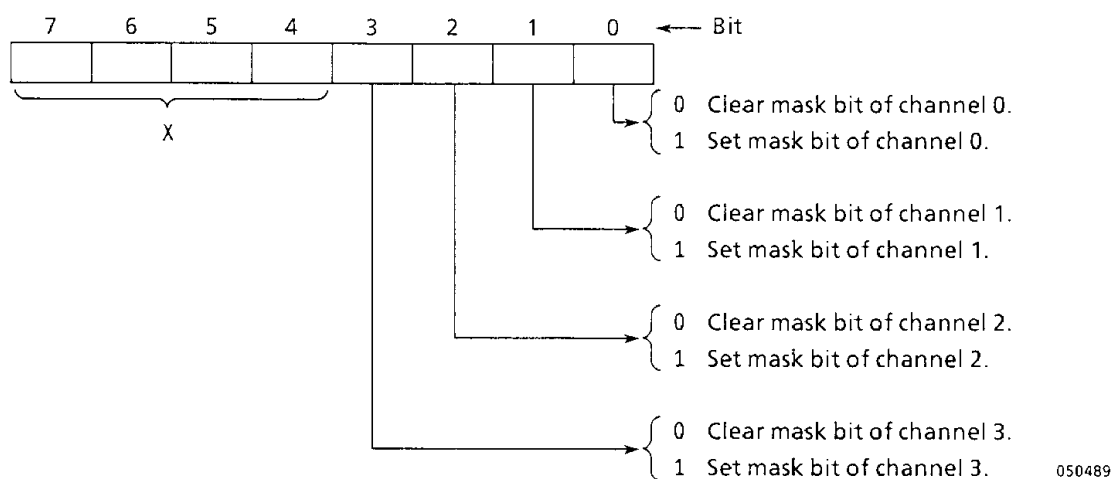 7 6 5 4 3 2 1 0 ← Bit
X
0 Clear mask bit of channel 0.
1 Set mask bit of channel 0.
0 Clear mask bit of channel 1.
1 Set mask bit of channel 1.
0 Clear mask bit of channel 2.
1 Set mask bit of channel 2.
0 Clear mask bit of channel 3.
1 Set mask bit of channel 3.
050489